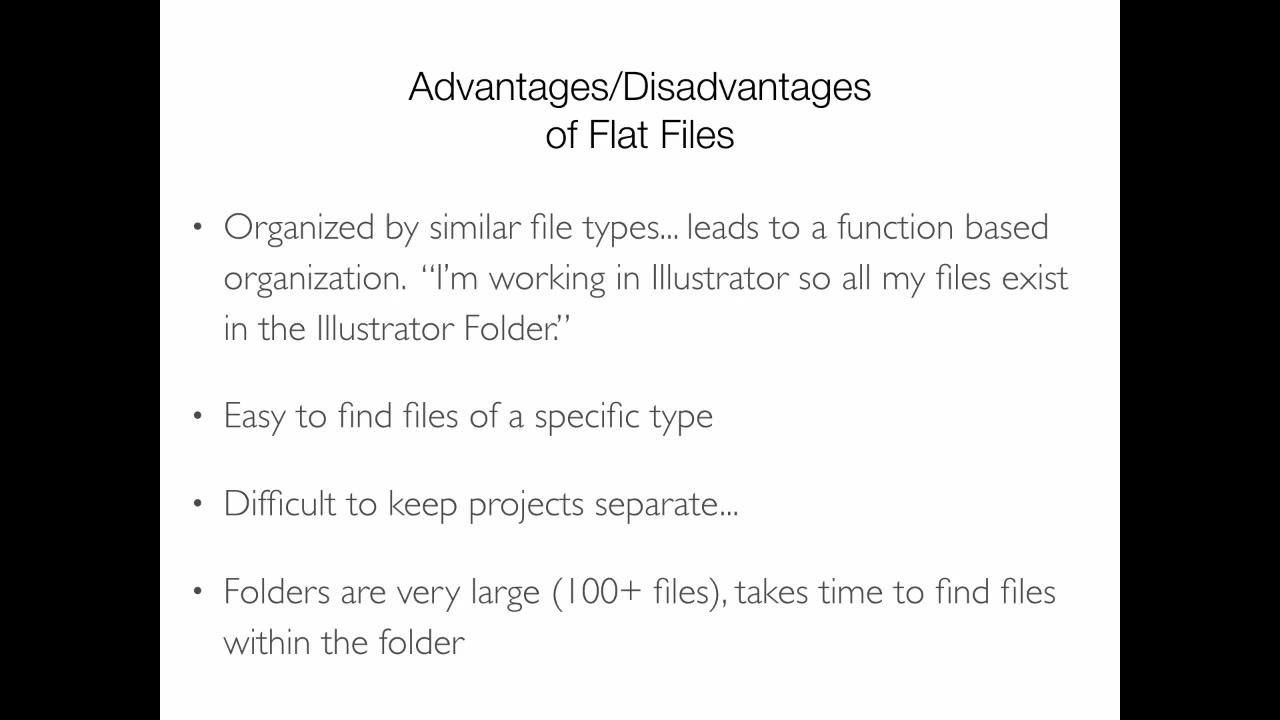 Advantages/Disadvantages
of Flat Files
• Organized by similar file types... leads to a function based
organization. “I’m working in Illustrator so all my files exist
in the Illustrator Folder.”
• Easy to find files of a specific type
• Difficult to keep projects separate...
• Folders are very large (100+ files), takes time to find files
within the folder